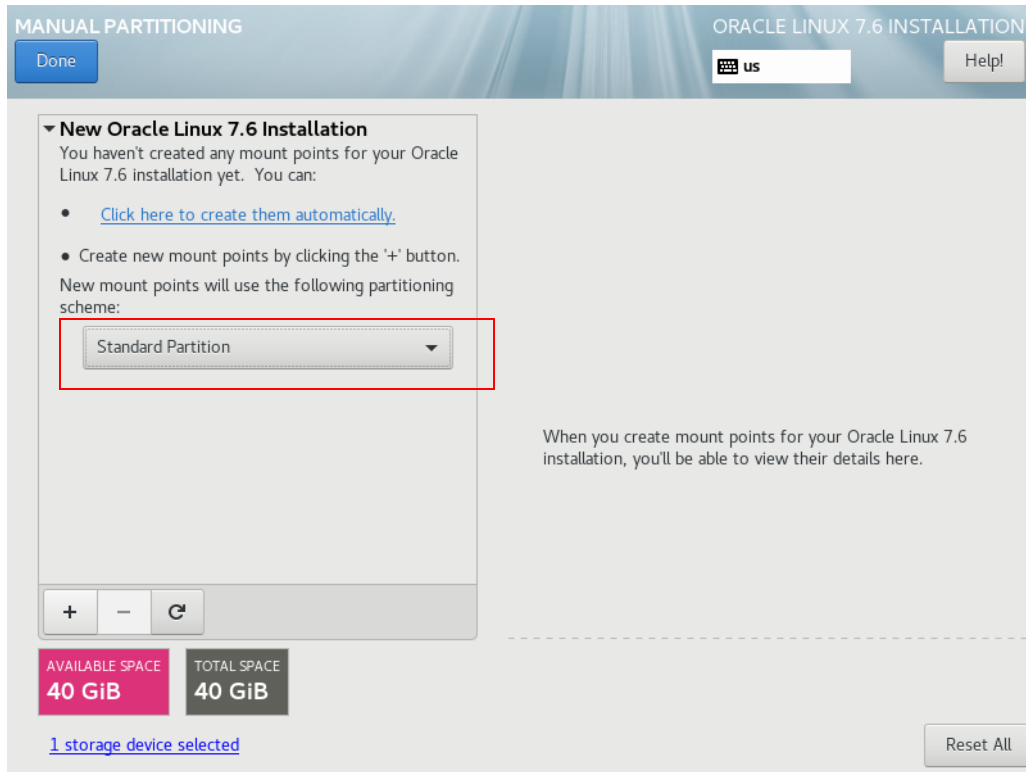 MANUAL PARTITIONING
ORACLE LINUX 7.6 INSTALLATION
Done
us
Help!
New Oracle Linux 7.6 Installation
You haven't created any mount points for your Oracle
Linux 7.6 installation yet. You can:
• Click here to create them automatically.
• Create new mount points by clicking the '+' button.
New mount points will use the following partitioning
scheme:
Standard Partition
When you create mount points for your Oracle Linux 7.6
installation, you'll be able to view their details here.
+ −
AVAILABLE SPACE
40 GiB
TOTAL SPACE
40 GiB
1 storage device selected
Reset All